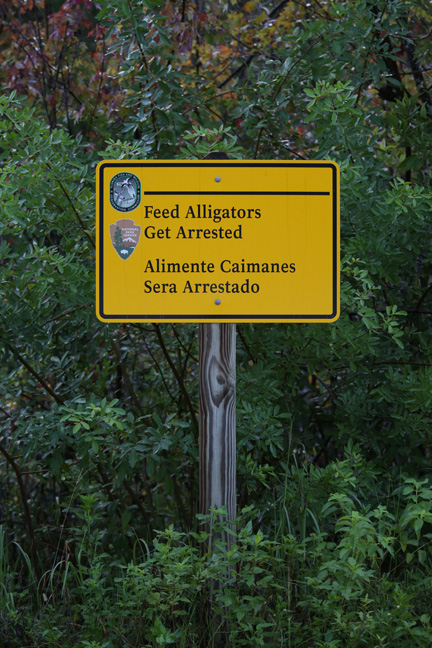 Feed Alligators
Get Arrested
Alimente Caimanes
Sera Arrestado